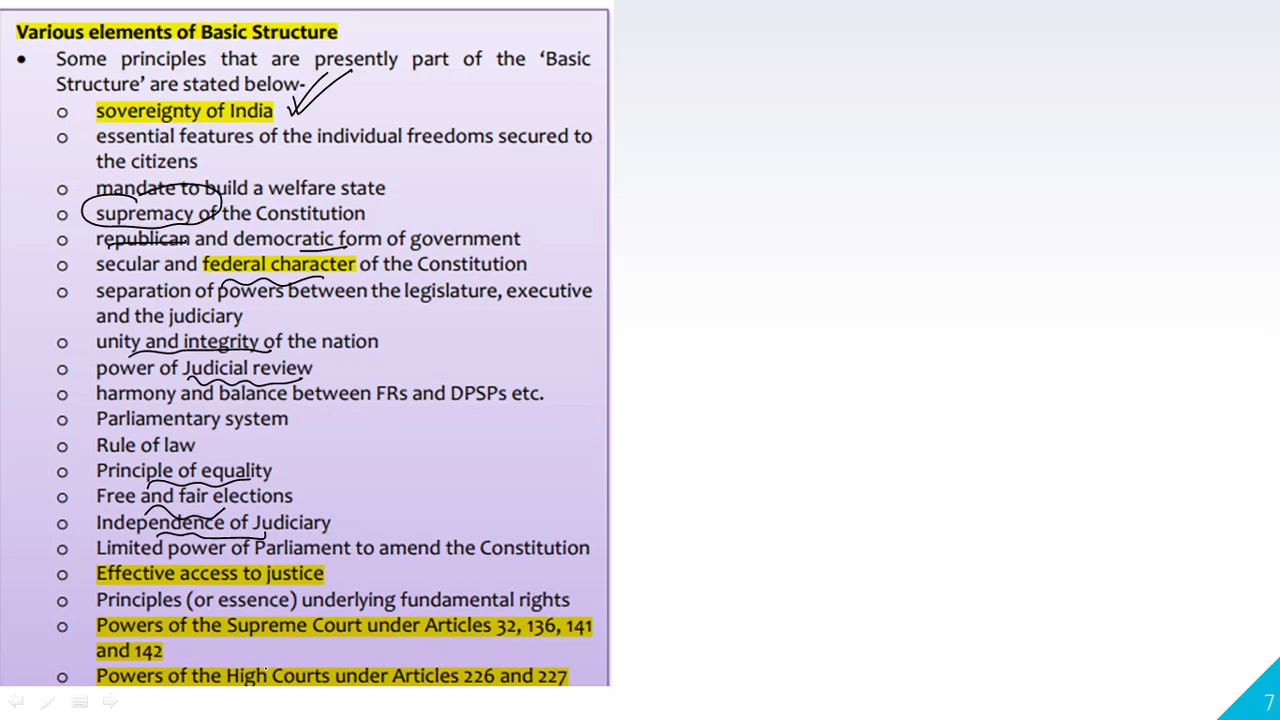 Various elements of Basic Structure
• Some principles that are presently part of the ‘Basic
Structure’ are stated below-
o sovereignty of India
o essential features of the individual freedoms secured to
the citizens
o mandate to build a welfare state
o supremacy of the Constitution
o republican and democratic form of government
o secular and federal character of the Constitution
o separation of powers between the legislature, executive
and the judiciary
o unity and integrity of the nation
o power of Judicial review
o harmony and balance between FRs and DPSPs etc.
o Parliamentary system
o Rule of law
o Principle of equality
o Free and fair elections
o Independence of Judiciary
o Limited power of Parliament to amend the Constitution
o Effective access to justice
o Principles (or essence) underlying fundamental rights
o Powers of the Supreme Court under Articles 32, 136, 141
and 142
o Powers of the High Courts under Articles 226 and 227
7